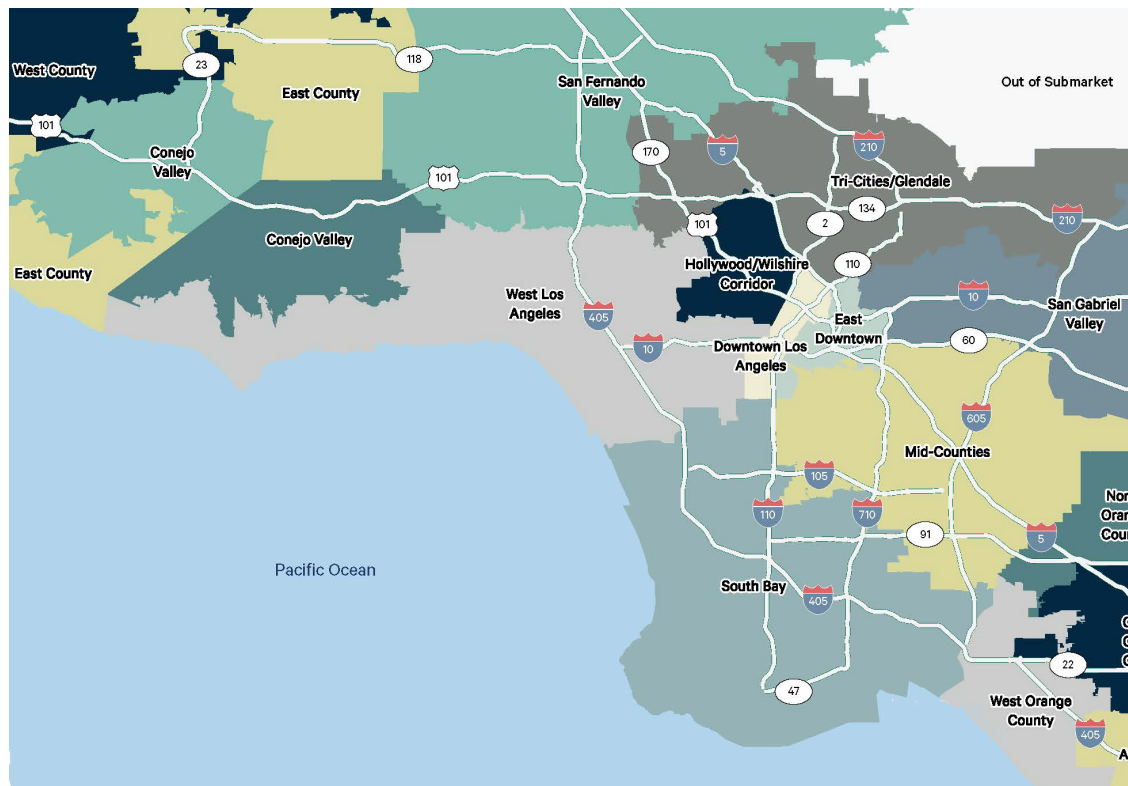 West County
23
118
East County
San Fernando
Valley
Out of Submarket
101
Conejo
Valley
170
5
210
101
Tri-Cities/Glendale
134
2
101
210
Conejo Valley
East County
Hollywood/Wilshire
Corridor
110
West Los
Angeles
405
10
San Gabriel
Valley
East
Downtown
10
Downtown Los
Angeles
60
605
Mid-Counties
105
110
710
91
5
Nor
Oran
Coun
Pacific Ocean
South Bay
405
22
47
West Orange
County
405
A